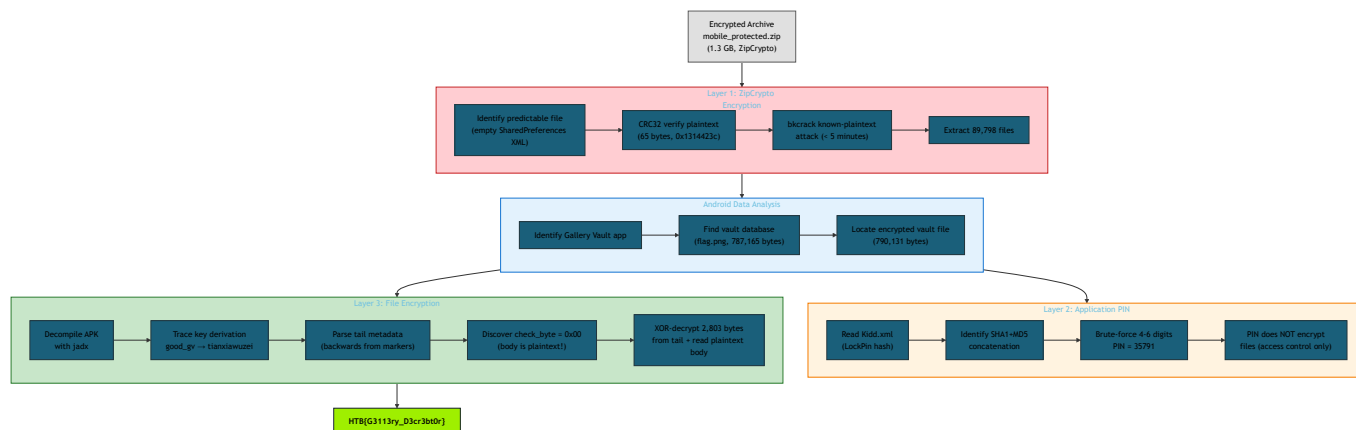 Encrypted Archive
mobile_protected.zip
(1.3 GB, ZipCrypto)
Layer 1: ZipCrypto
Encryption
Identify predictable file
(empty SharedPreferences
XML)
CRC32 verify plaintext
(65 bytes, 0x1314423c)
bkcrack known-plaintext
attack (< 5 minutes)
Extract 89,798 files
Android Data Analysis
Identify Gallery Vault app
Find vault database
(flag.png, 787,165 bytes)
Locate encrypted vault file
(790,131 bytes)
Layer 3: File Encryption
Decompile APK
with jadx
Trace key derivation
good_gv → tianxiawuzei
Parse tail metadata
(backwards from markers)
Discover check_byte = 0x00
(body is plaintext!)
XOR-decrypt 2,803 bytes
from tail + read plaintext
body
Layer 2: Application PIN
Read Kidd.xml
(LockPin hash)
Identify SHA1+MD5
concatenation
Brute-force 4-6 digits
PIN = 35791
PIN does NOT encrypt
files (access control only)
HTB{G3113ry_D3cr3bt0r}